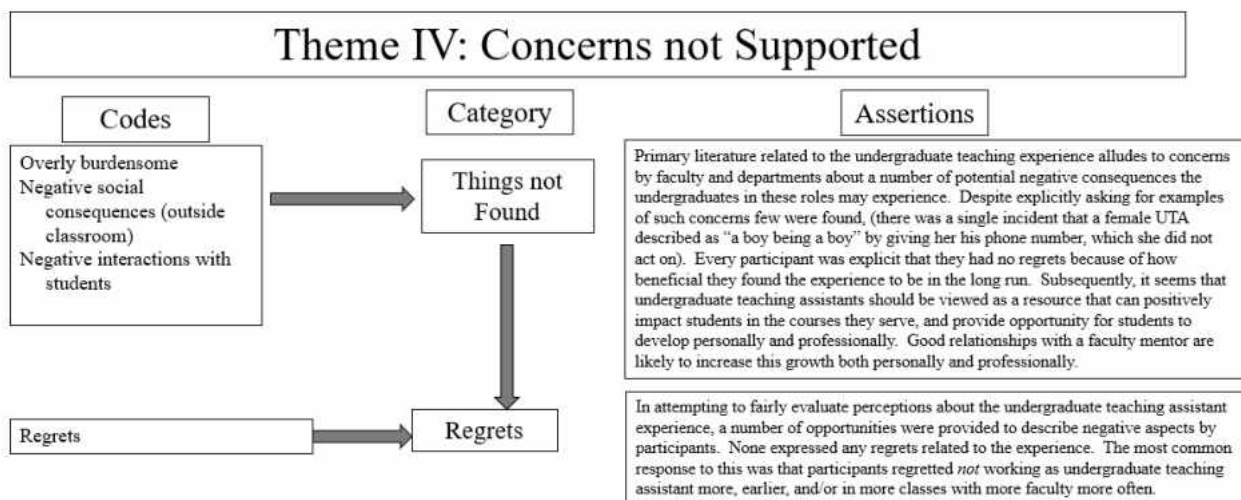 Theme IV: Concerns not Supported
Codes
Overly burdensome
Negative social
consequences (outside
classroom)
Negative interactions with
students
Category
Things not
Found
Assertions
Primary literature related to the undergraduate teaching experience alludes to concerns
by faculty and departments about a number of potential negative consequences the
undergraduates in these roles may experience. Despite explicitly asking for examples
of such concerns few were found, (there was a single incident that a female UTA
described as “a boy being a boy” by giving her his phone number, which she did not
act on). Every participant was explicit that they had no regrets because of how
beneficial they found the experience to be in the long run. Subsequently, it seems that
undergraduate teaching assistants should be viewed as a resource that can positively
impact students in the courses they serve, and provide opportunity for students to
develop personally and professionally. Good relationships with a faculty mentor are
likely to increase this growth both personally and professionally.
Regrets
Regrets
In attempting to fairly evaluate perceptions about the undergraduate teaching assistant
experience, a number of opportunities were provided to describe negative aspects by
participants. None expressed any regrets related to the experience. The most common
response to this was that participants regretted not working as undergraduate teaching
assistant more, earlier, and/or in more classes with more faculty more often.